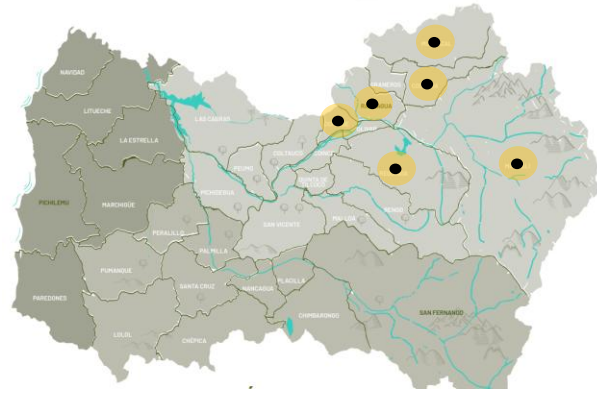 NAVIDAD
LITUECHE
LA ESTRELLA
LAS CABRAS
PICHILEMU
MARCHIGÜE
PEUMO
COLTAUCO
PICHIDEGUA
SAN VICENTE
MALLOA
RENGO
PERALILLO
PALMILLA
PUMANQUE
SANTA CRUZ
NANCAGUA
PLACILLA
PAREDONES
LOLOL
CHÉPICA
CHIMBARONGO
SAN FERNANDO